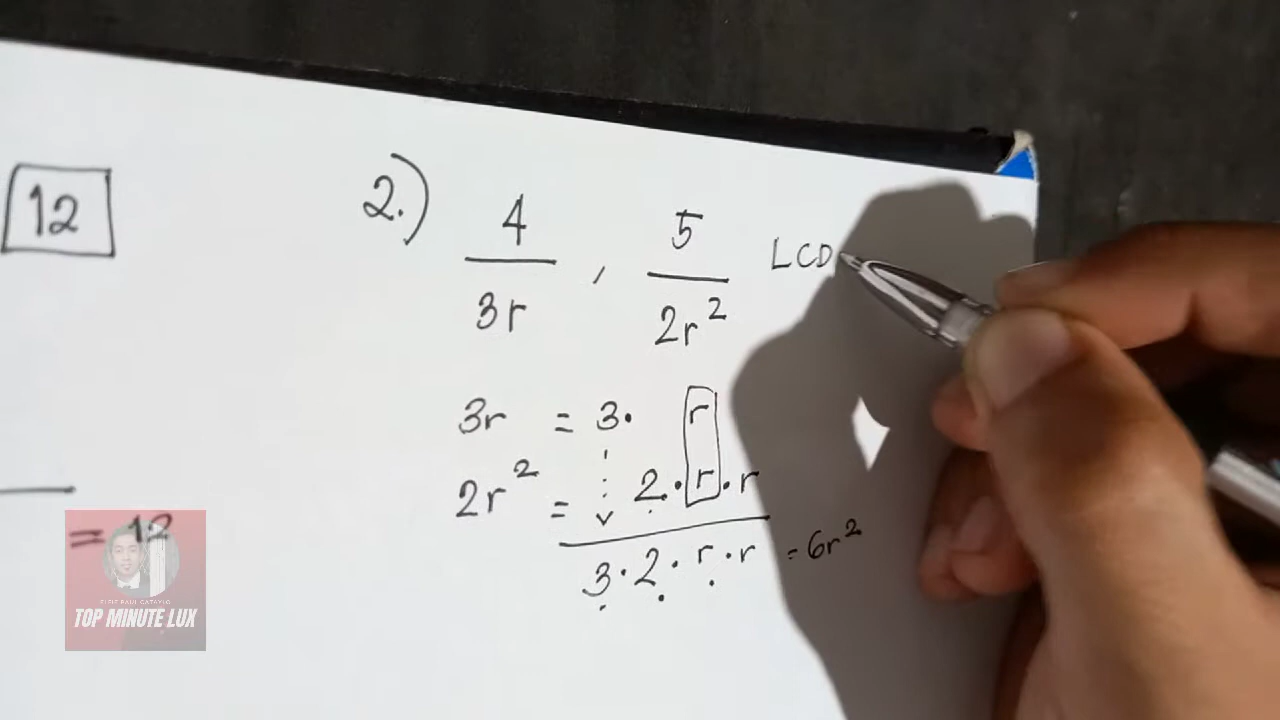 12
2.) 4/3r , 5/2r² LCD
3r = 3· r
2r² = 2·r·r
3·2·r·r = 6r²
= 12
TOP MINUTE LUX